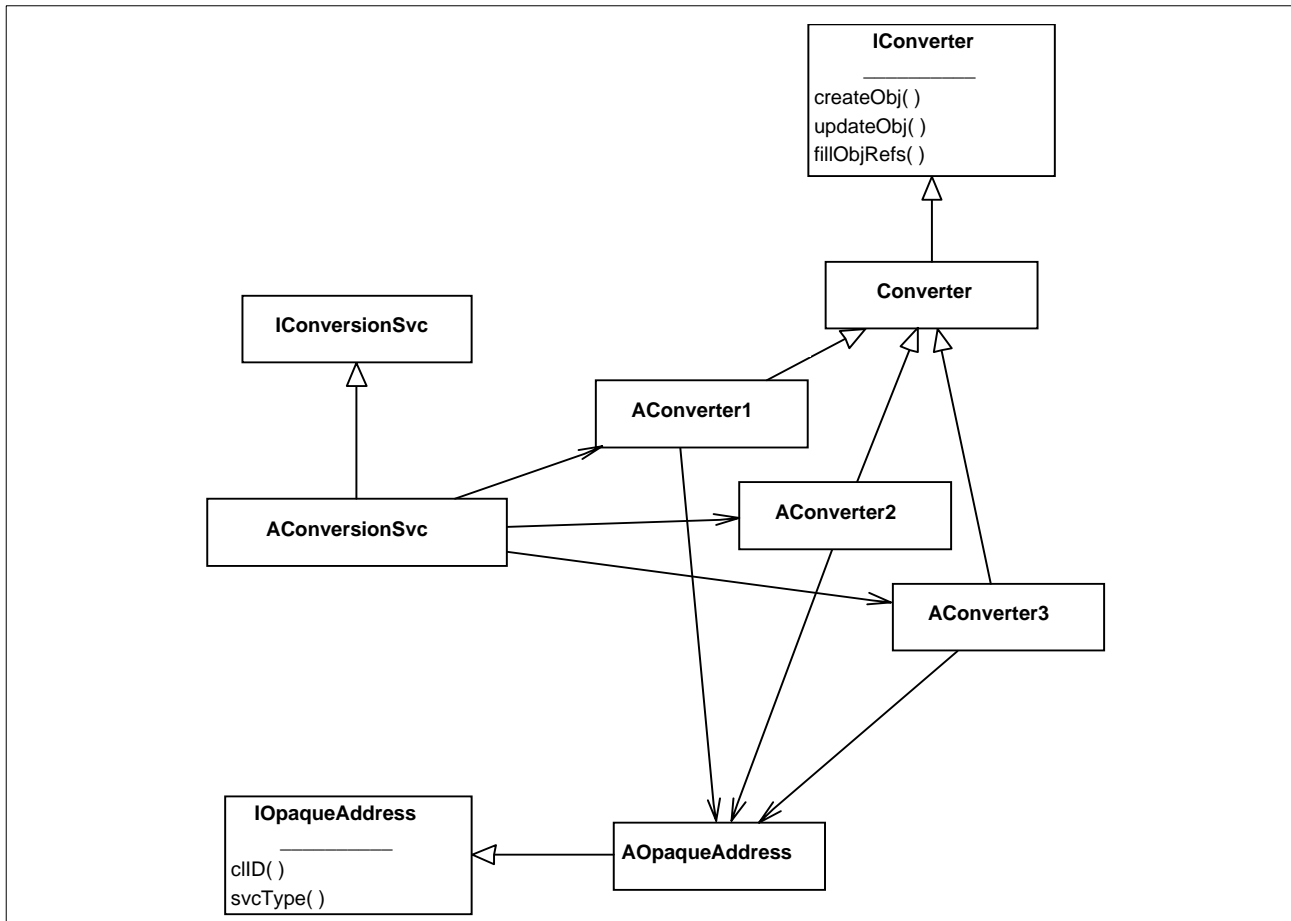 IConverter
createObj( )
updateObj( )
fillObjRefs( )
Converter
IConversionSvc
AConverter1
AConverter2
AConversionSvc
AConverter3
IOpaqueAddress
clID( )
svcType( )
AOpaqueAddress